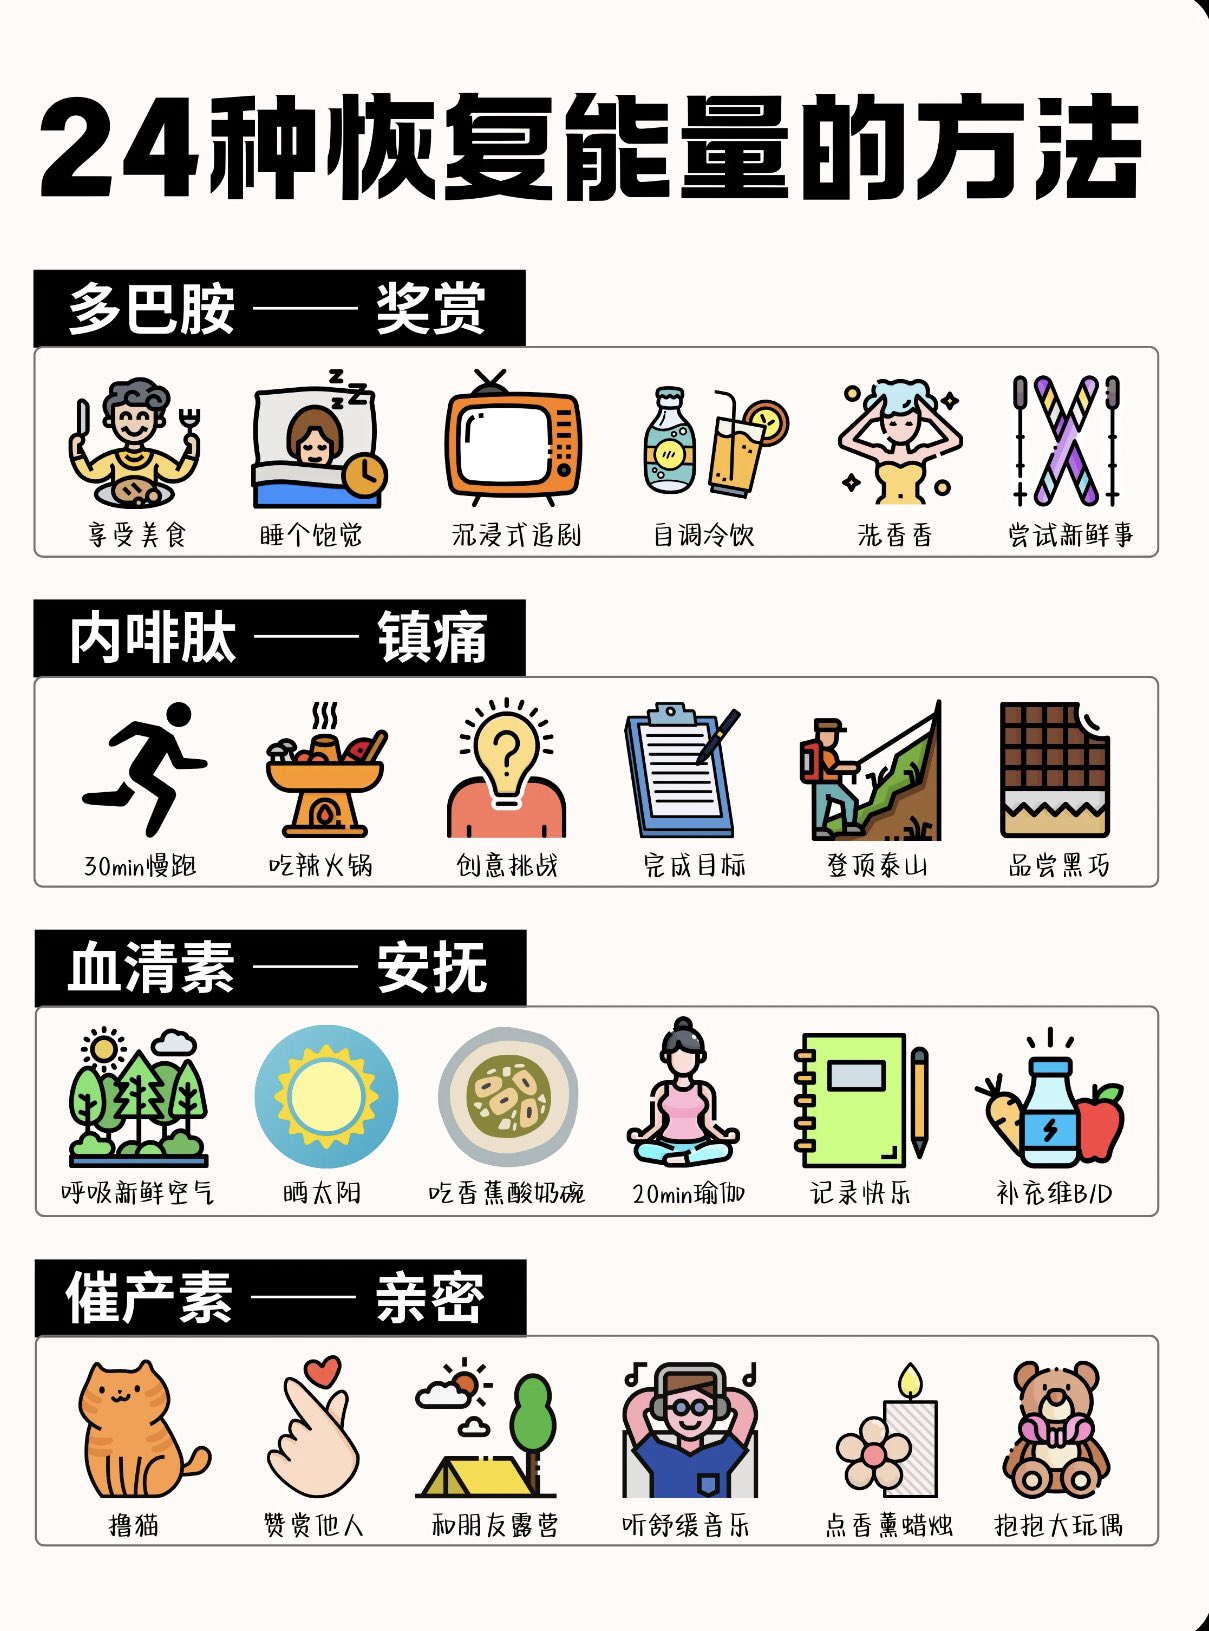 24种恢复能量的方法
多巴胺 —— 奖赏
享受美食 睡个饱觉 沉浸式追剧 自调冷饮 洗香香 尝试新鲜事
内啡肽 —— 镇痛
30min慢跑 吃辣火锅 创意挑战 完成目标 登顶泰山 品尝黑巧
血清素 —— 安抚
呼吸新鲜空气 晒太阳 吃香蕉酸奶碗 20min瑜伽 记录快乐 补充维B/D
催产素 —— 亲密
撸猫 赞赏他人 和朋友露营 听舒缓音乐 点香薰蜡烛 抱抱大玩偶